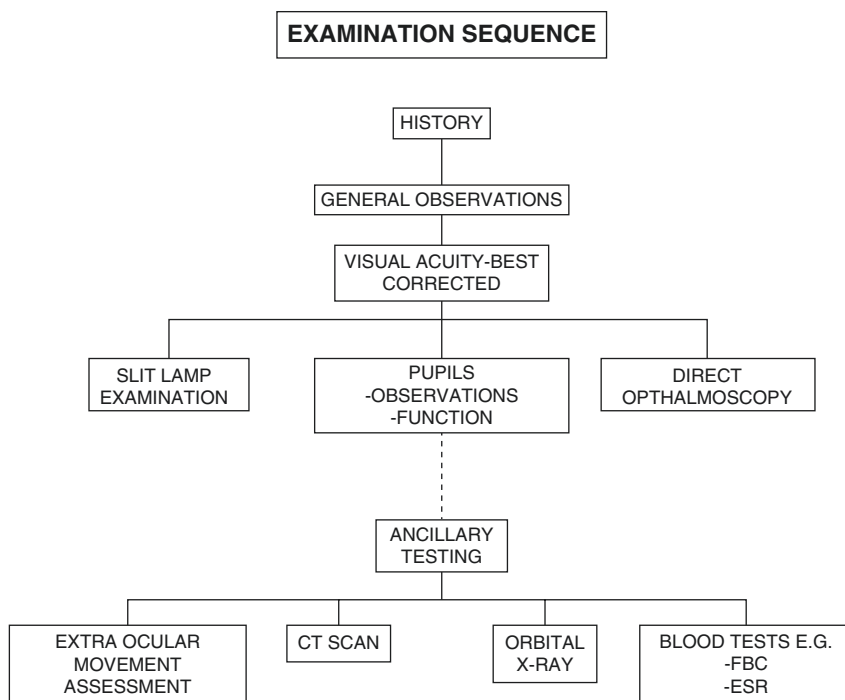 EXAMINATION SEQUENCE
HISTORY
GENERAL OBSERVATIONS
VISUAL ACUITY-BEST
CORRECTED
SLIT LAMP
EXAMINATION
PUPILS
-OBSERVATIONS
-FUNCTION
DIRECT
OPTHALMOSCOPY
ANCILLARY
TESTING
EXTRA OCULAR
MOVEMENT
ASSESSMENT
CT SCAN
ORBITAL
X-RAY
BLOOD TESTS E.G.
-FBC
-ESR